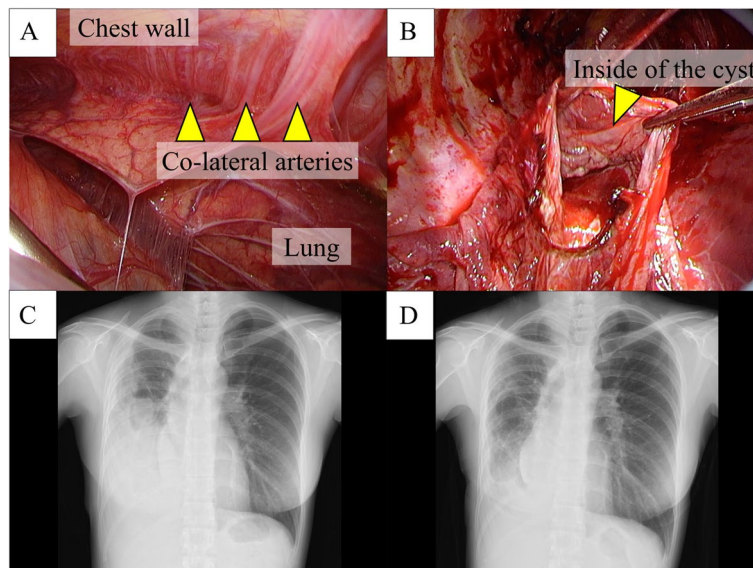 A
Chest wall
Co-lateral arteries
Lung
B
Inside of the cyst
C
D